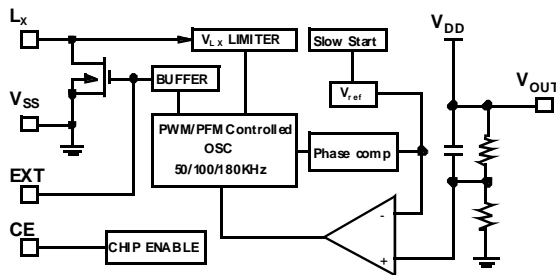 LX
VLX LIMITER
Slow Start
VDD
BUFFER
Vref
VOUT
VSS
PWM/PFM Controlled
OSC
50/100/180KHz
Phase comp
EXT
-
+
CE
CHIP ENABLE